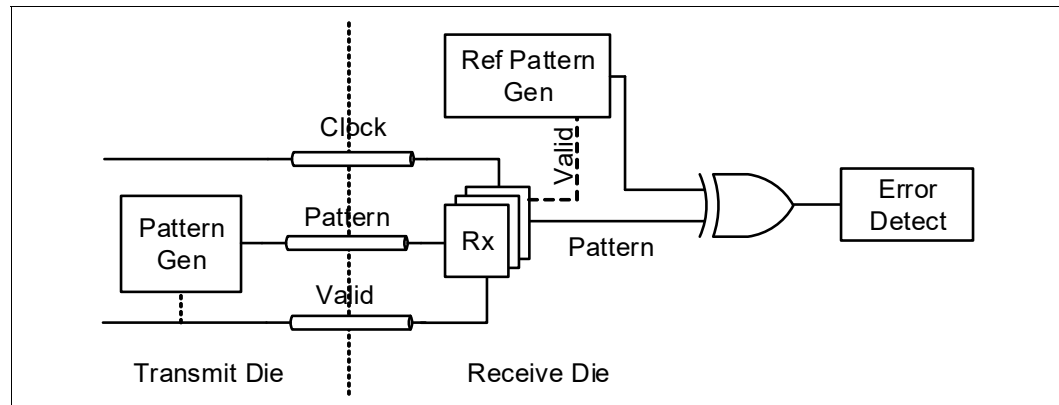 Ref Pattern
Gen
Clock
Valid
Pattern
Gen
Pattern
Rx
Pattern
Error
Detect
Valid
Transmit Die
Receive Die